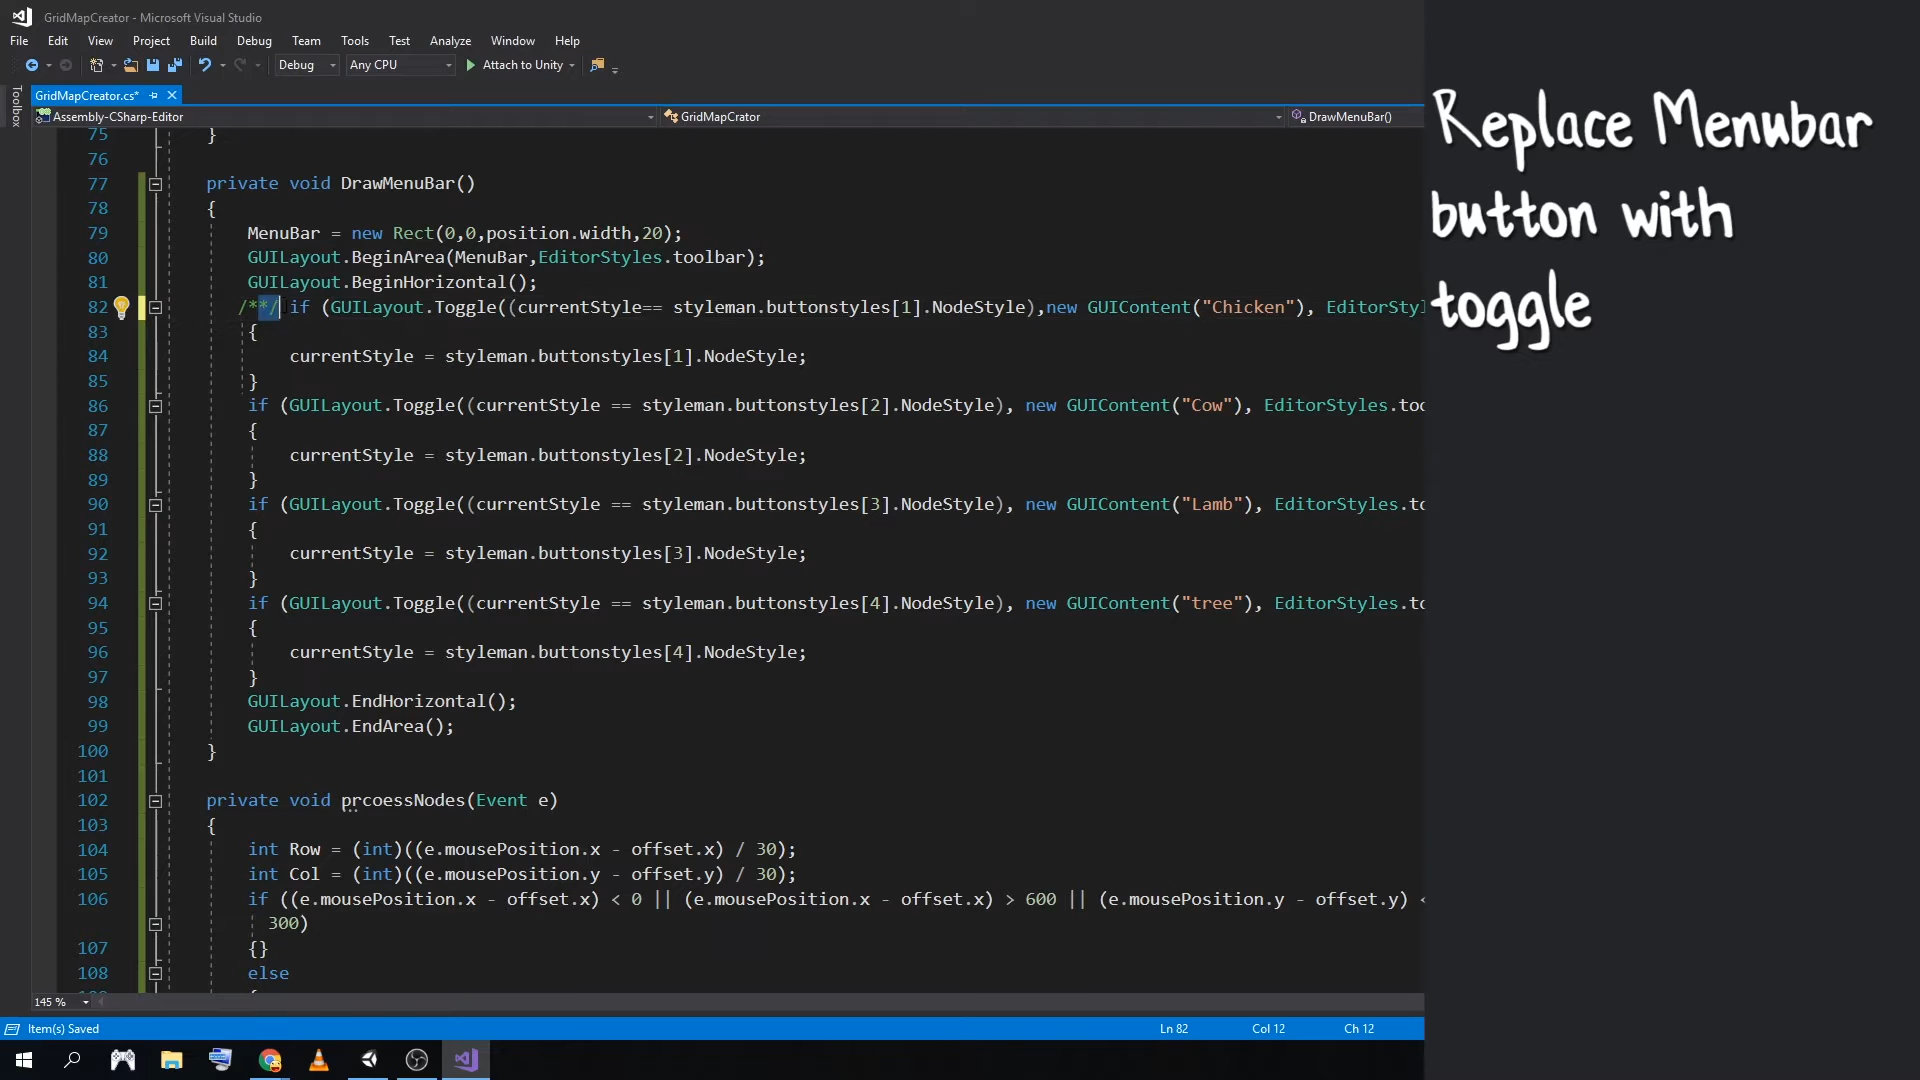 GridMapCreator - Microsoft Visual Studio
File Edit View Project Build Debug Team Tools Test Analyze Window Help
Debug Any CPU Attach to Unity
Toolbox
GridMapCreator.cs*
Assembly-CSharp-Editor GridMapCrator DrawMenuBar()
75 }
76
77 private void DrawMenuBar()
78 {
79 MenuBar = new Rect(0,0,position.width,20);
80 GUILayout.BeginArea(MenuBar,EditorStyles.toolbar);
81 GUILayout.BeginHorizontal();
82 /**/ if (GUILayout.Toggle((currentStyle== styleman.buttonstyles[1].NodeStyle),new GUIContent("Chicken"), EditorStyl
83 {
84 currentStyle = styleman.buttonstyles[1].NodeStyle;
85 }
86 if (GUILayout.Toggle((currentStyle == styleman.buttonstyles[2].NodeStyle), new GUIContent("Cow"), EditorStyles.too
87 {
88 currentStyle = styleman.buttonstyles[2].NodeStyle;
89 }
90 if (GUILayout.Toggle((currentStyle == styleman.buttonstyles[3].NodeStyle), new GUIContent("Lamb"), EditorStyles.to
91 {
92 currentStyle = styleman.buttonstyles[3].NodeStyle;
93 }
94 if (GUILayout.Toggle((currentStyle == styleman.buttonstyles[4].NodeStyle), new GUIContent("tree"), EditorStyles.to
95 {
96 currentStyle = styleman.buttonstyles[4].NodeStyle;
97 }
98 GUILayout.EndHorizontal();
99 GUILayout.EndArea();
100 }
101
102 private void prcoessNodes(Event e)
103 {
104 int Row = (int)((e.mousePosition.x - offset.x) / 30);
105 int Col = (int)((e.mousePosition.y - offset.y) / 30);
106 if ((e.mousePosition.x - offset.x) < 0 || (e.mousePosition.x - offset.x) > 600 || (e.mousePosition.y - offset.y) <
300)
107 {}
108 else
145 %
Item(s) Saved Ln 82 Col 12 Ch 12
Replace Menubar
button with
toggle